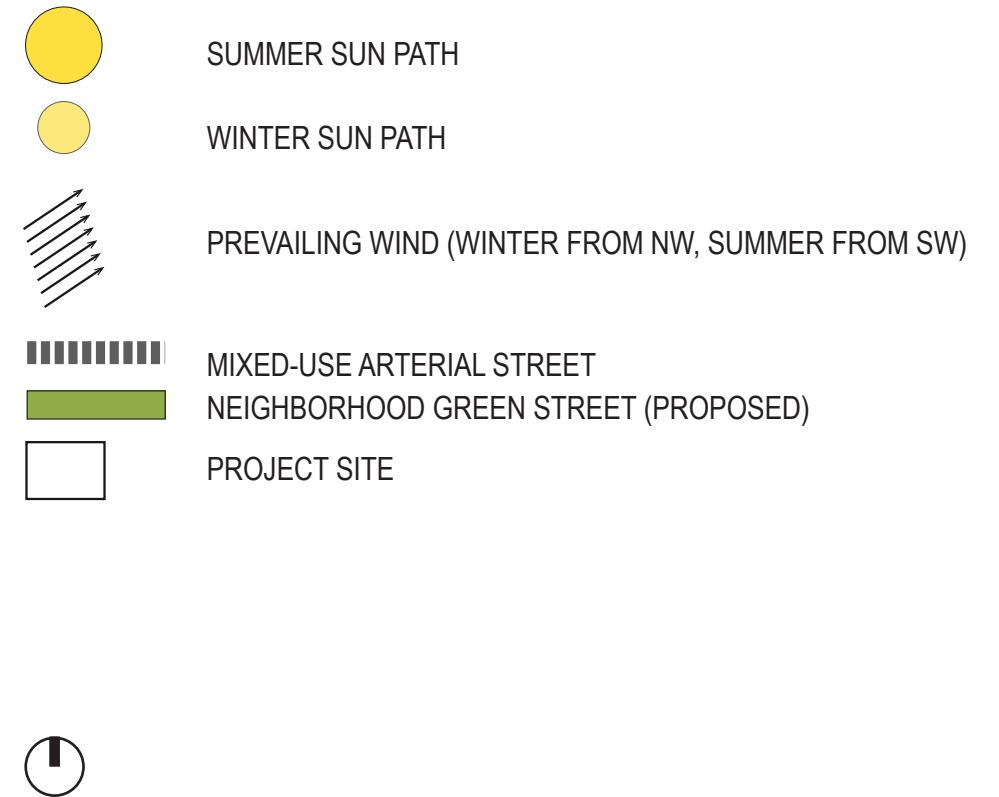 SUMMER SUN PATH
WINTER SUN PATH
PREVAILING WIND (WINTER FROM NW, SUMMER FROM SW)
MIXED-USE ARTERIAL STREET
NEIGHBORHOOD GREEN STREET (PROPOSED)
PROJECT SITE